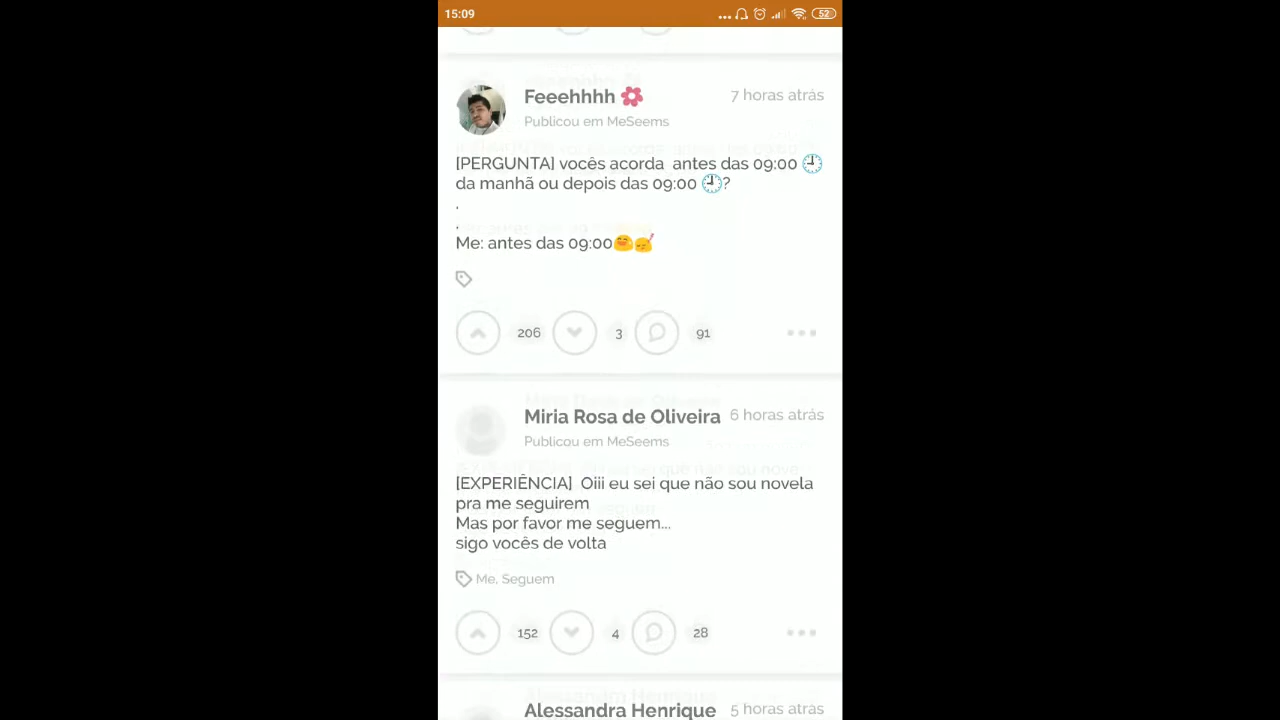 15:09
52
Feeehhhh
7 horas atrás
Publicou em MeSeems
[PERGUNTA] vocês acorda antes das 09:00
da manhã ou depois das 09:00 ?
.
.
Me: antes das 09:00
206
3
91
Miria Rosa de Oliveira
6 horas atrás
Publicou em MeSeems
[EXPERIÊNCIA] Oiii eu sei que não sou novela
pra me seguirem
Mas por favor me seguem...
sigo vocês de volta
Me, Seguem
152
4
28
Alessandra Henrique
5 horas atrás